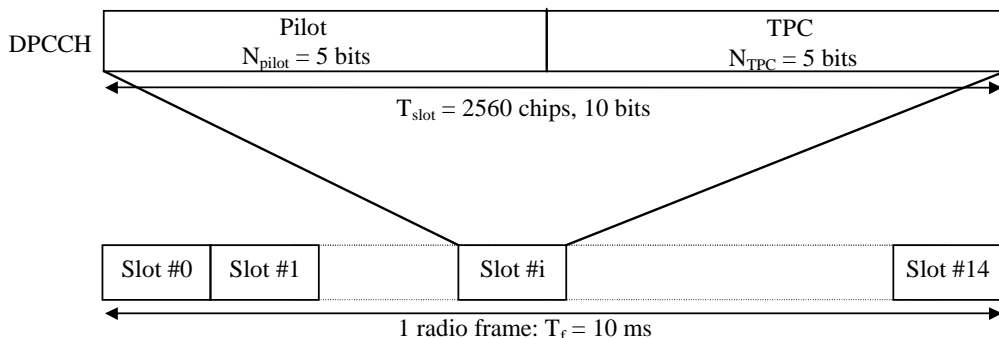 DPCCH
Pilot
N_pilot = 5 bits
TPC
N_TPC = 5 bits
T_slot = 2560 chips, 10 bits
Slot #0
Slot #1
Slot #i
Slot #14
1 radio frame: T_f = 10 ms